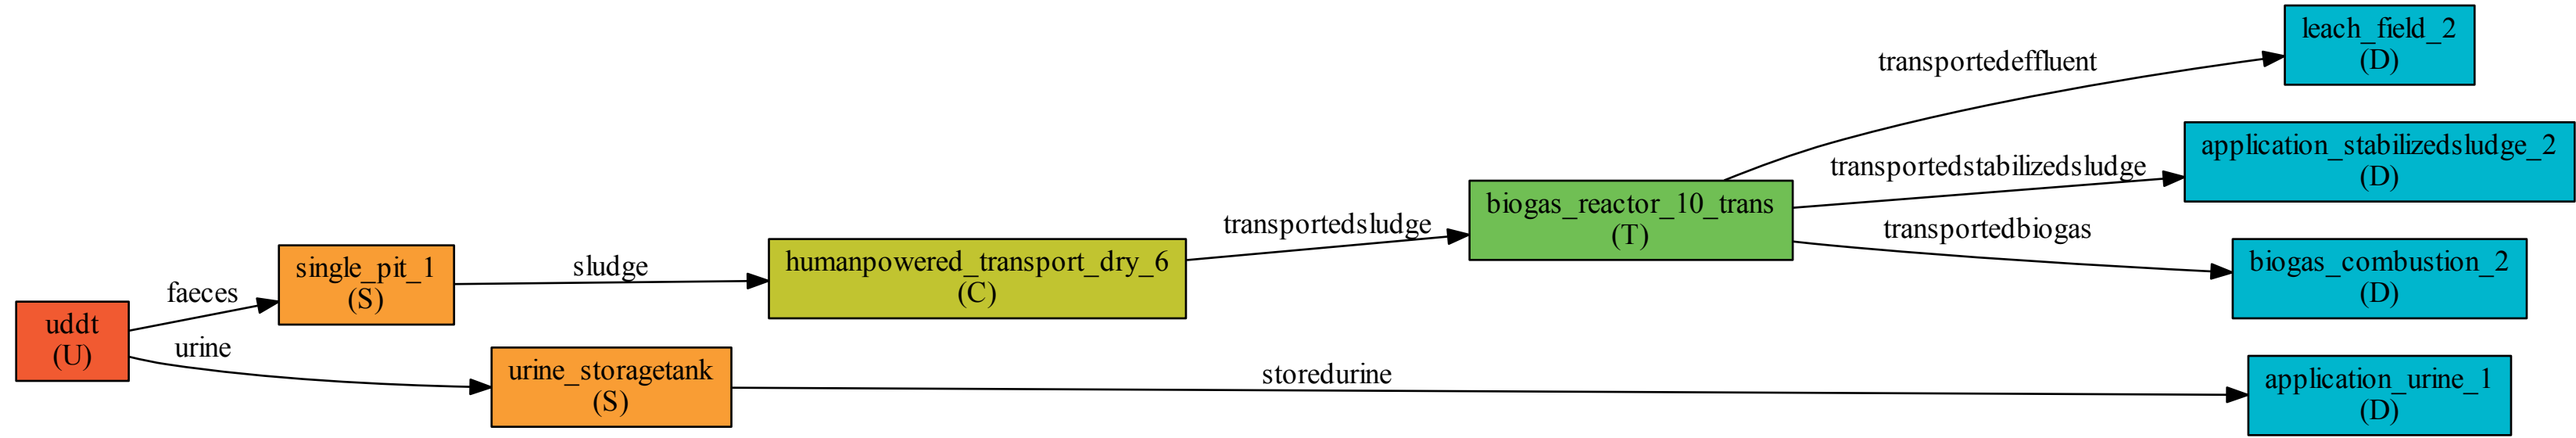 uddt
(U)
faeces
urine
single_pit_1
(S)
urine_storagetank
(S)
sludge
humanpowered_transport_dry_6
(C)
transportedsludge
storedurine
biogas_reactor_10_trans
(T)
transportedeffluent
transportedstabilizedsludge
transportedbiogas
leach_field_2
(D)
application_stabilizedsludge_2
(D)
biogas_combustion_2
(D)
application_urine_1
(D)